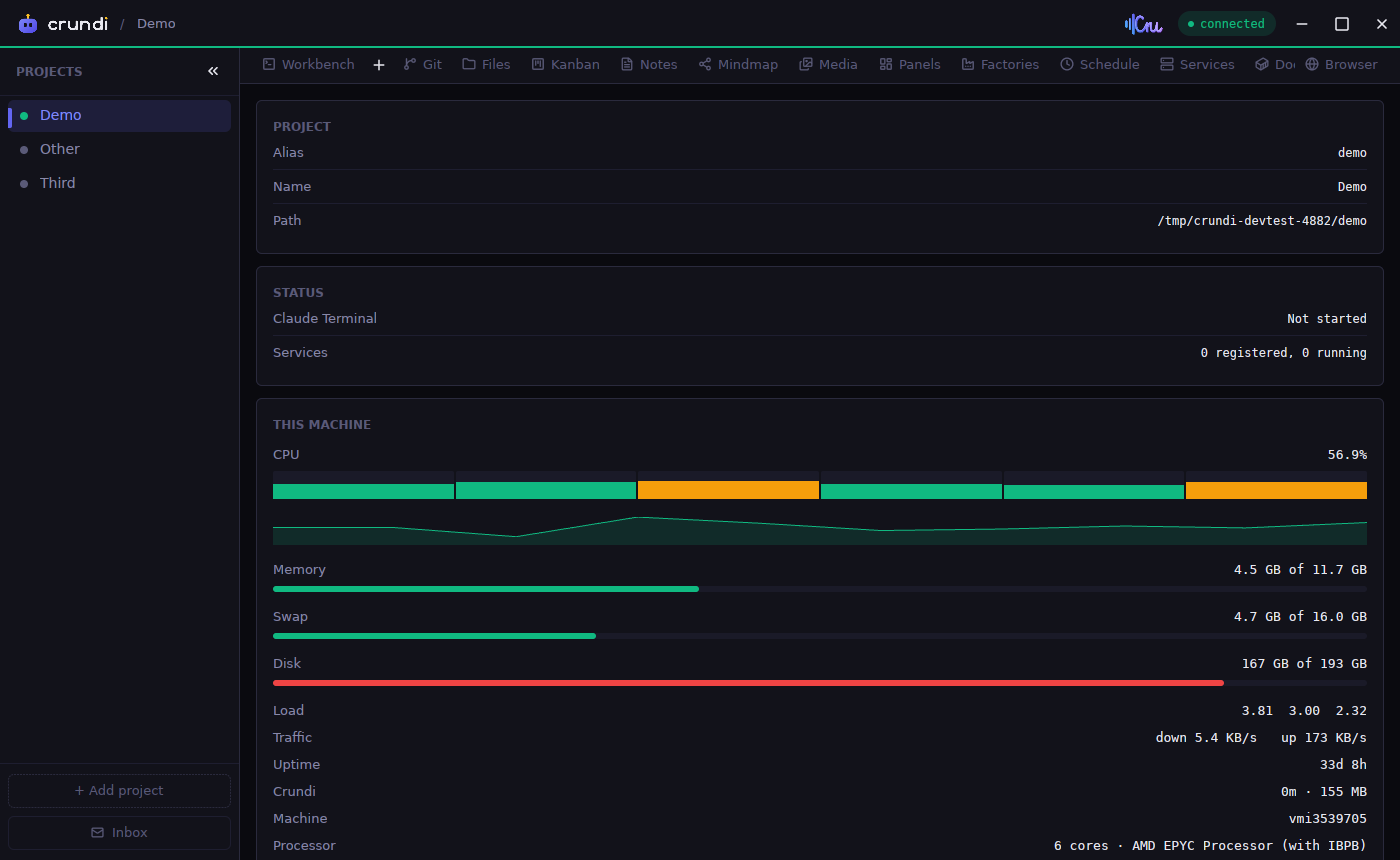 crundi / Demo
Cru
connected
PROJECTS
Workbench + Git Files Kanban Notes Mindmap Media Panels Factories Schedule Services Browser
Demo
Other
Third
+ Add project
Inbox
PROJECT
Alias demo
Name Demo
Path /tmp/crundi-devtest-4882/demo
STATUS
Claude Terminal Not started
Services 0 registered, 0 running
THIS MACHINE
CPU 56.9%
Memory 4.5 GB of 11.7 GB
Swap 4.7 GB of 16.0 GB
Disk 167 GB of 193 GB
Load 3.81 3.00 2.32
Traffic down 5.4 KB/s up 173 KB/s
Uptime 33d 8h
Crundi 0m · 155 MB
Machine vmi3539705
Processor 6 cores · AMD EPYC Processor (with IBPB)